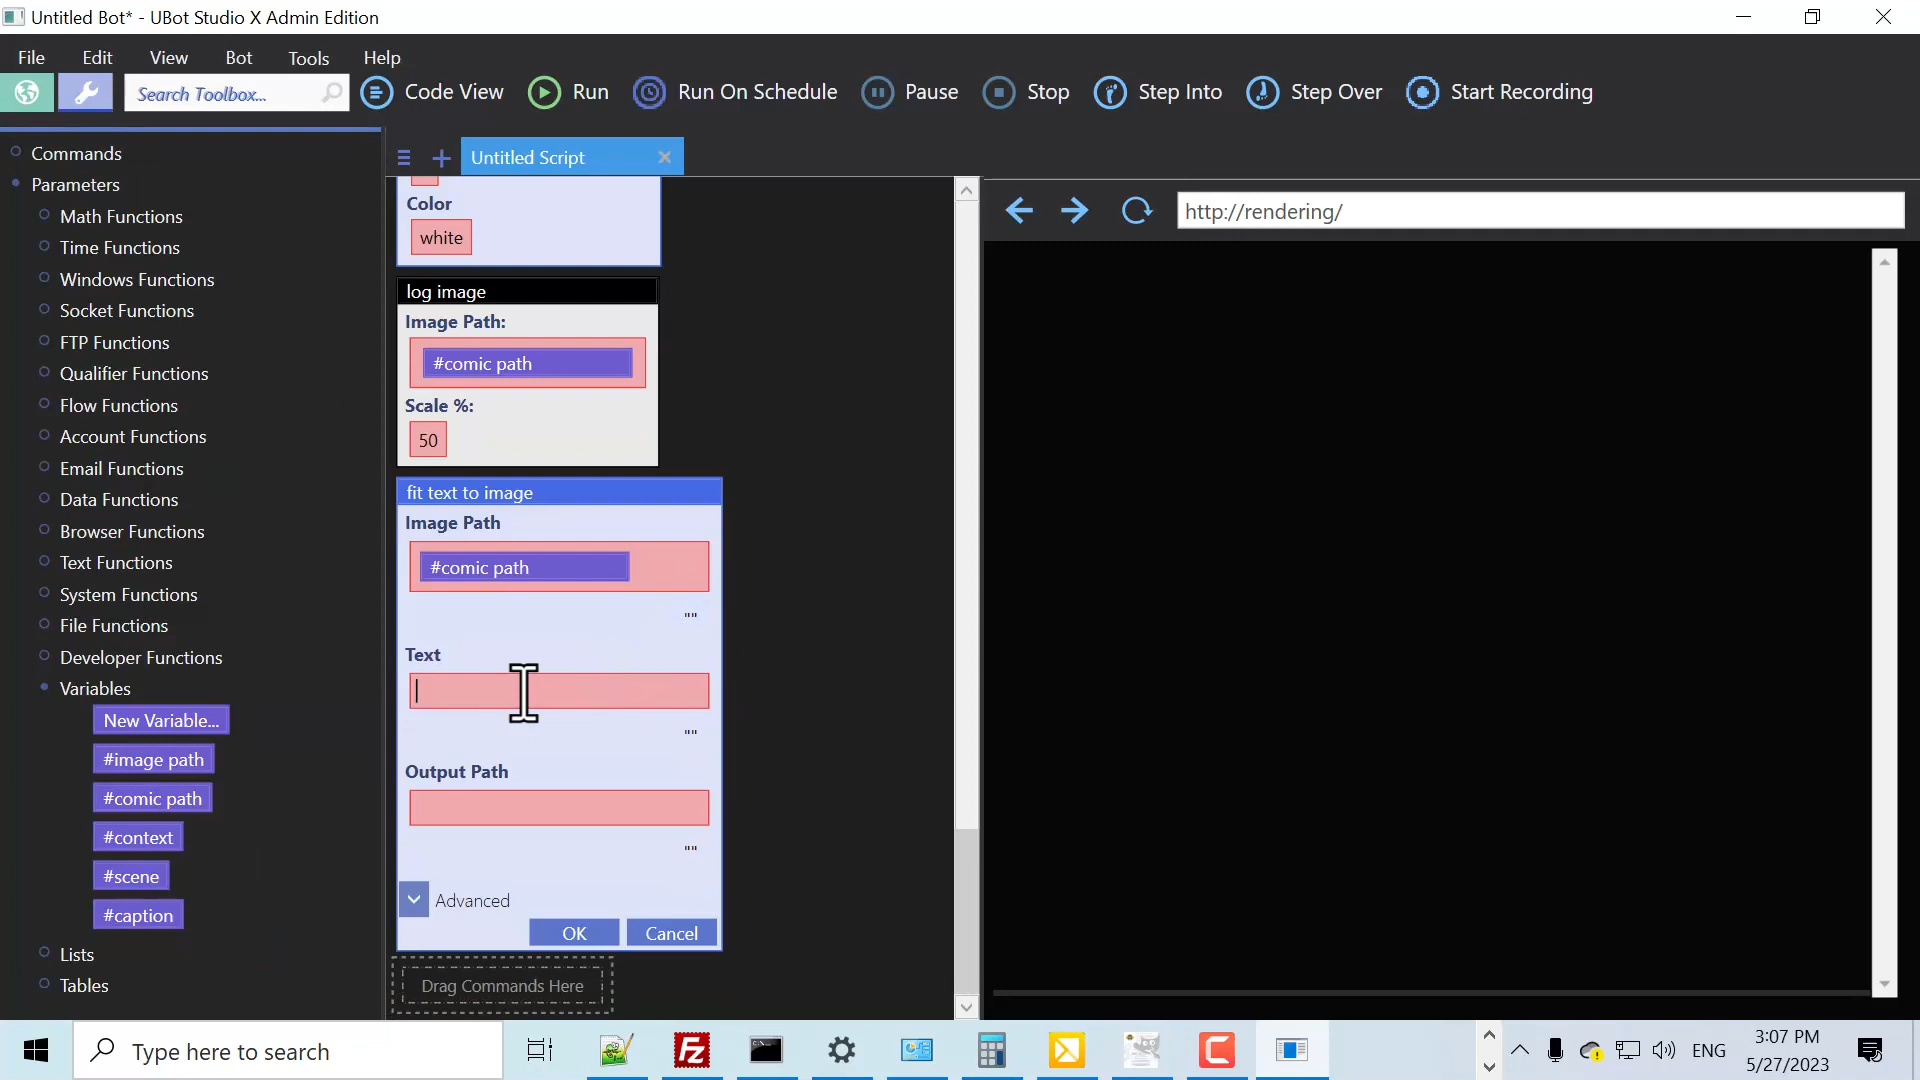 Untitled Bot* - UBot Studio X Admin Edition
File Edit View Bot Tools Help
Search Toolbox...
Code View
Run
Run On Schedule
Pause
Stop
Step Into
Step Over
Start Recording
Commands
Parameters
Math Functions
Time Functions
Windows Functions
Socket Functions
FTP Functions
Qualifier Functions
Flow Functions
Account Functions
Email Functions
Data Functions
Browser Functions
Text Functions
System Functions
File Functions
Developer Functions
Variables
New Variable...
#image path
#comic path
#context
#scene
#caption
Lists
Tables
Untitled Script
Color
white
log image
Image Path:
#comic path
Scale %:
50
fit text to image
Image Path
#comic path
""
Text
""
Output Path
""
Advanced
OK
Cancel
Drag Commands Here
http://rendering/
Type here to search
Fz
ENG
3:07 PM
5/27/2023